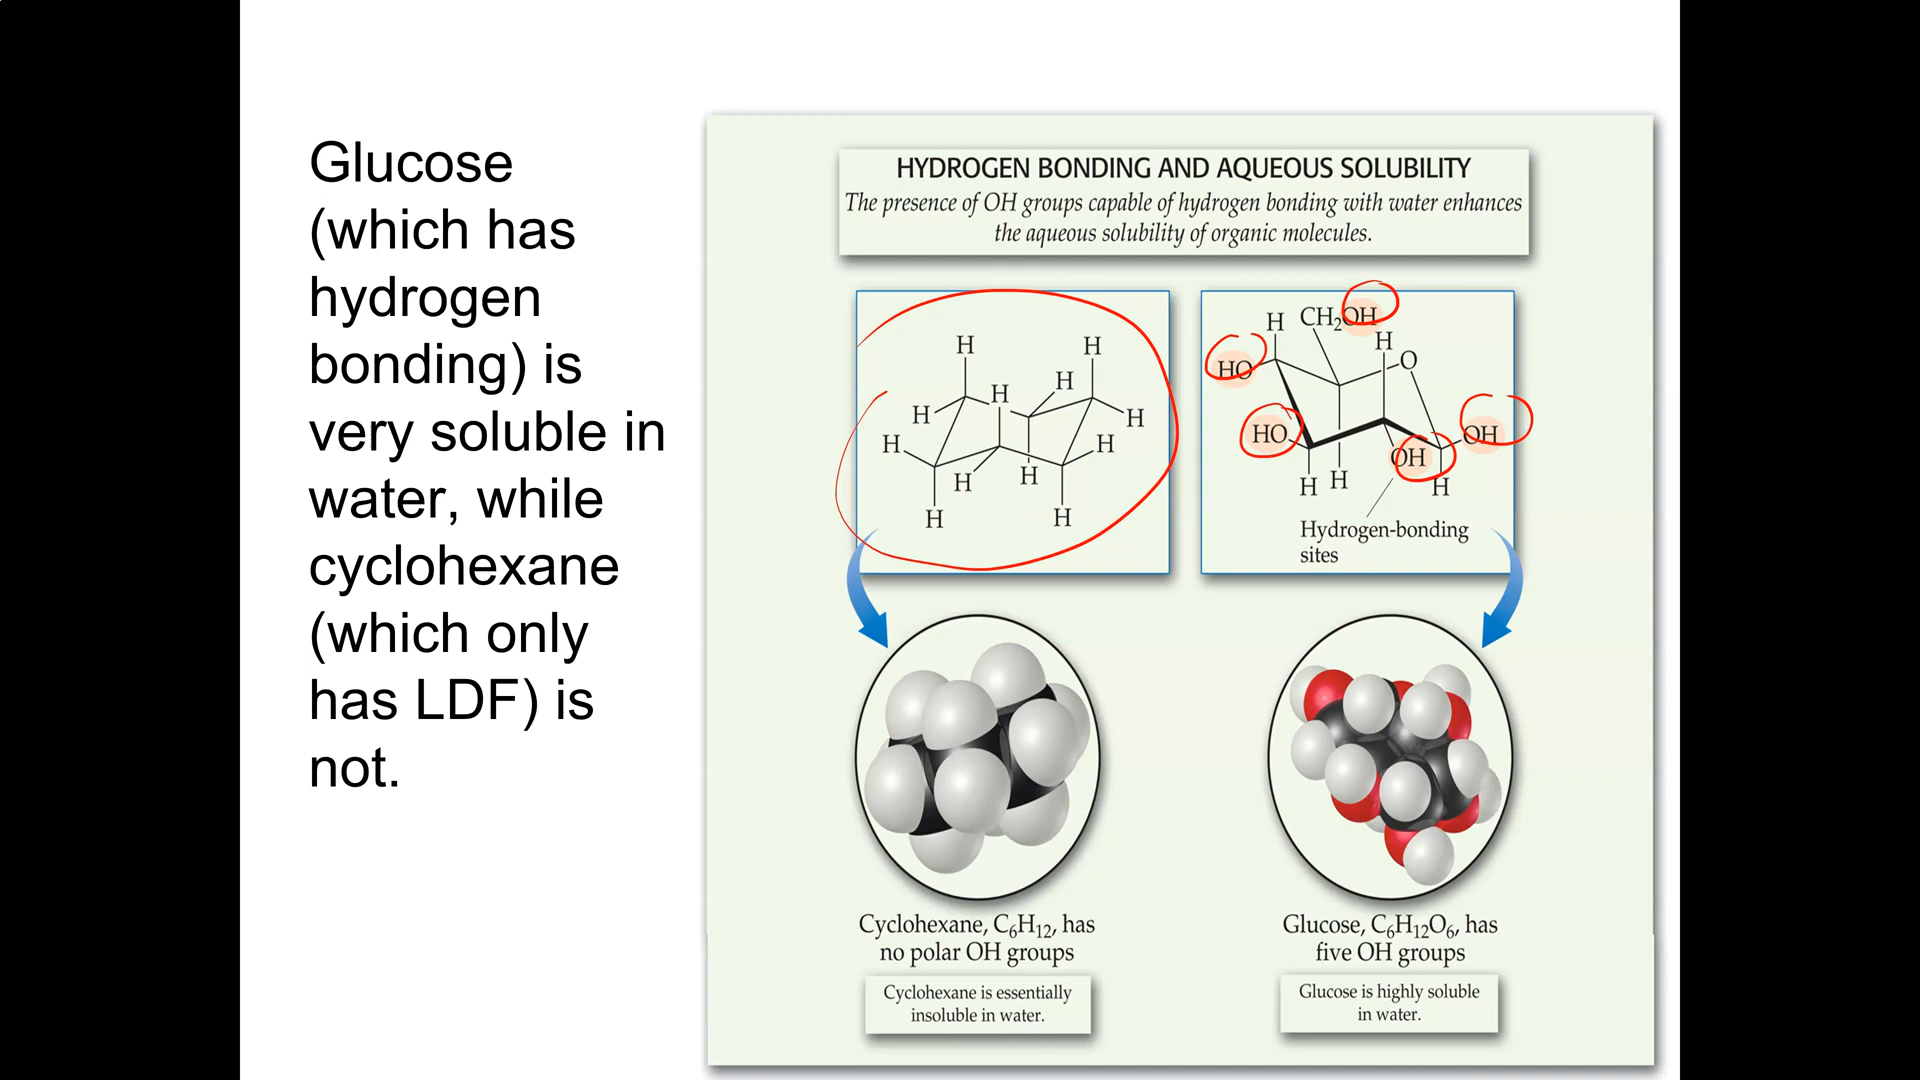 Glucose
(which has
hydrogen
bonding) is
very soluble in
water, while
cyclohexane
(which only
has LDF) is
not.
HYDROGEN BONDING AND AQUEOUS SOLUBILITY
The presence of OH groups capable of hydrogen bonding with water enhances
the aqueous solubility of organic molecules.
H H
H H
H H
H H
H H
H H
H CH₂OH
H
HO O
HO OH
OH
H H H
Hydrogen-bonding
sites
Cyclohexane, C₆H₁₂, has
no polar OH groups
Cyclohexane is essentially
insoluble in water.
Glucose, C₆H₁₂O₆, has
five OH groups
Glucose is highly soluble
in water.